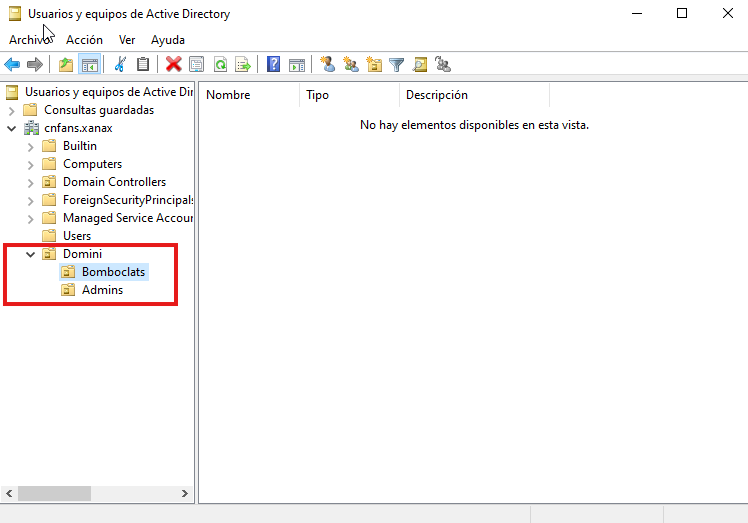 Usuarios y equipos de Active Directory
Archivo Acción Ver Ayuda
Usuarios y equipos de Active Dir
Nombre Tipo Descripción
Consultas guardadas
No hay elementos disponibles en esta vista.
cnfans.xanax
Builtin
Computers
Domain Controllers
ForeignSecurityPrincipals
Managed Service Accour
Users
Domini
Bomboclats
Admins